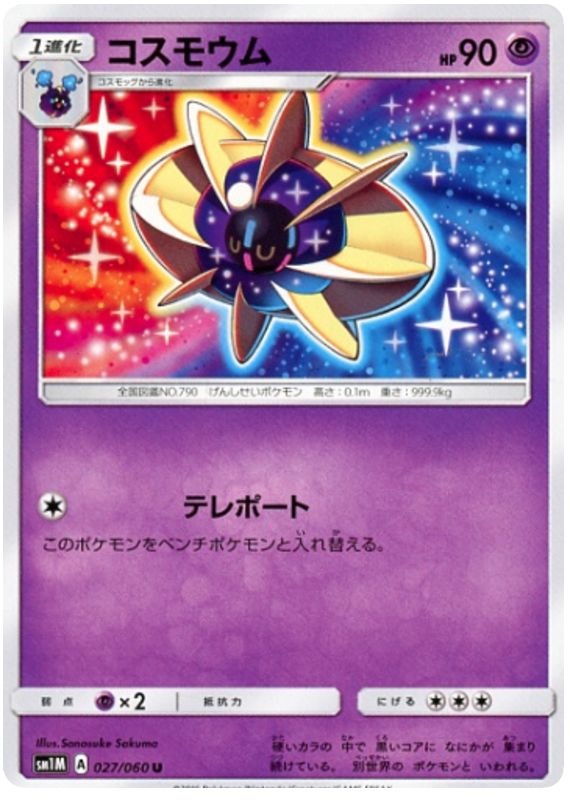 1進化
コスモウム
HP 90
コスモッグから進化
全国図鑑NO.790 げんしせいポケモン 高さ:0.1m 重さ:999.9kg
テレポート
このポケモンをベンチポケモンと入れ替える。
弱点 ×2 抵抗力 にげる
Illus.Sanosuke Sakuma
SM1M A 027/060 U
硬いカラの 中で 黒いコアに なにかが 集まり
続けている。 別世界の ポケモンと いわれる。